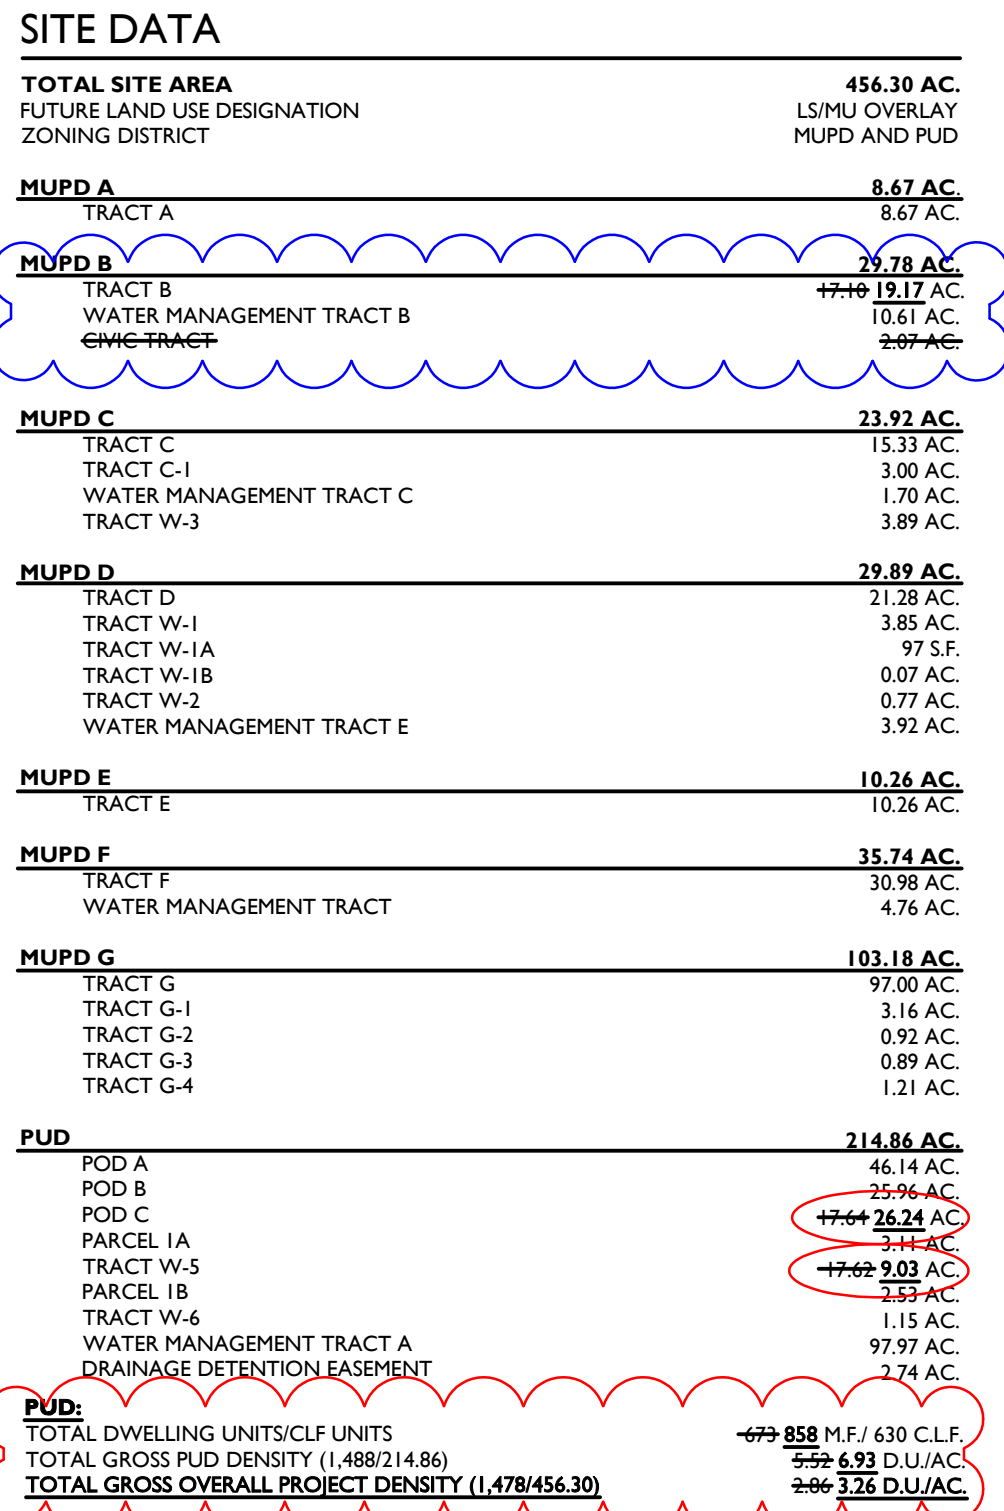 SITE DATA
TOTAL SITE AREA 456.30 AC.
FUTURE LAND USE DESIGNATION LS/MU OVERLAY
ZONING DISTRICT MUPD AND PUD
MUPD A 8.67 AC.
TRACT A 8.67 AC.
MUPD B 29.78 AC.
TRACT B 17.10 19.17 AC.
WATER MANAGEMENT TRACT B 10.61 AC.
CIVIC TRACT 2.07 AC.
MUPD C 23.92 AC.
TRACT C 15.33 AC.
TRACT C-1 3.00 AC.
WATER MANAGEMENT TRACT C 1.70 AC.
TRACT W-3 3.89 AC.
MUPD D 29.89 AC.
TRACT D 21.28 AC.
TRACT W-1 3.85 AC.
TRACT W-1A 97 S.F.
TRACT W-1B 0.07 AC.
TRACT W-2 0.77 AC.
WATER MANAGEMENT TRACT E 3.92 AC.
MUPD E 10.26 AC.
TRACT E 10.26 AC.
MUPD F 35.74 AC.
TRACT F 30.98 AC.
WATER MANAGEMENT TRACT 4.76 AC.
MUPD G 103.18 AC.
TRACT G 97.00 AC.
TRACT G-1 3.16 AC.
TRACT G-2 0.92 AC.
TRACT G-3 0.89 AC.
TRACT G-4 1.21 AC.
PUD 214.86 AC.
POD A 46.14 AC.
POD B 25.96 AC.
POD C 17.64 26.24 AC.
PARCEL 1A 3.11 AC.
TRACT W-5 17.62 9.03 AC.
PARCEL 1B 2.53 AC.
TRACT W-6 1.15 AC.
WATER MANAGEMENT TRACT A 97.97 AC.
DRAINAGE DETENTION EASEMENT 2.74 AC.
PUD:
TOTAL DWELLING UNITS/CLF UNITS 673 858 M.F./ 630 C.L.F.
TOTAL GROSS PUD DENSITY (1,488/214.86) 5.52 6.93 D.U./AC.
TOTAL GROSS OVERALL PROJECT DENSITY (1,478/456.30) 2.86 3.26 D.U./AC.